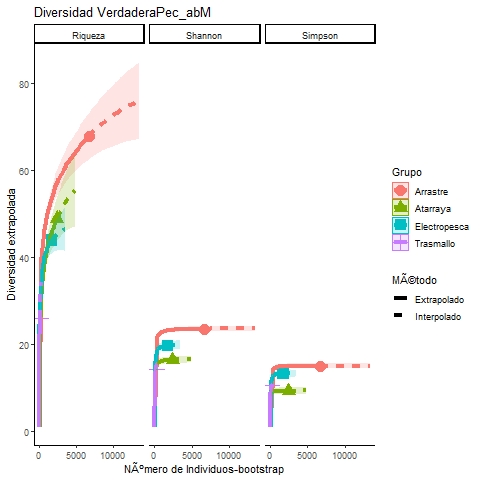 Diversidad VerdaderaPec_abM
Riqueza
Shannon
Simpson
Diversidad extrapolada
80
60
40
20
0
0 5000 10000
0 5000 10000
0 5000 10000
NÃºmero de Individuos-bootstrap
Grupo
Arrastre
Atarraya
Electropesca
Trasmallo
MÃ©todo
Extrapolado
Interpolado